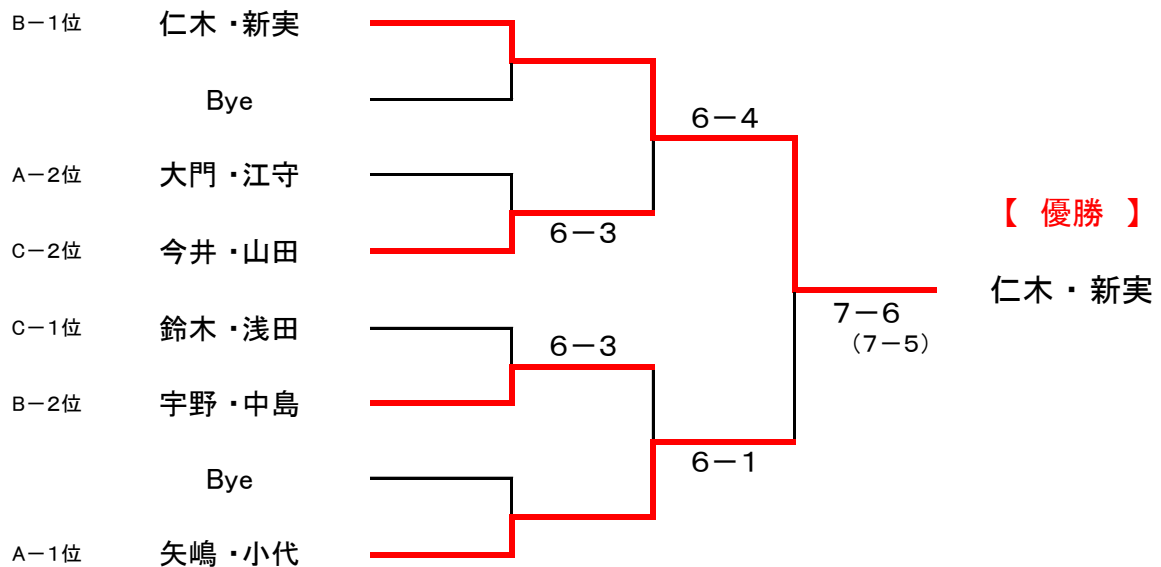 B－1位 仁木・新実
Bye
6－4
A－2位 大門・江守
【 優勝 】
6－3
C－2位 今井・山田
仁木・新実
7－6
C－1位 鈴木・浅田
（7－5）
6－3
B－2位 宇野・中島
6－1
Bye
A－1位 矢嶋・小代